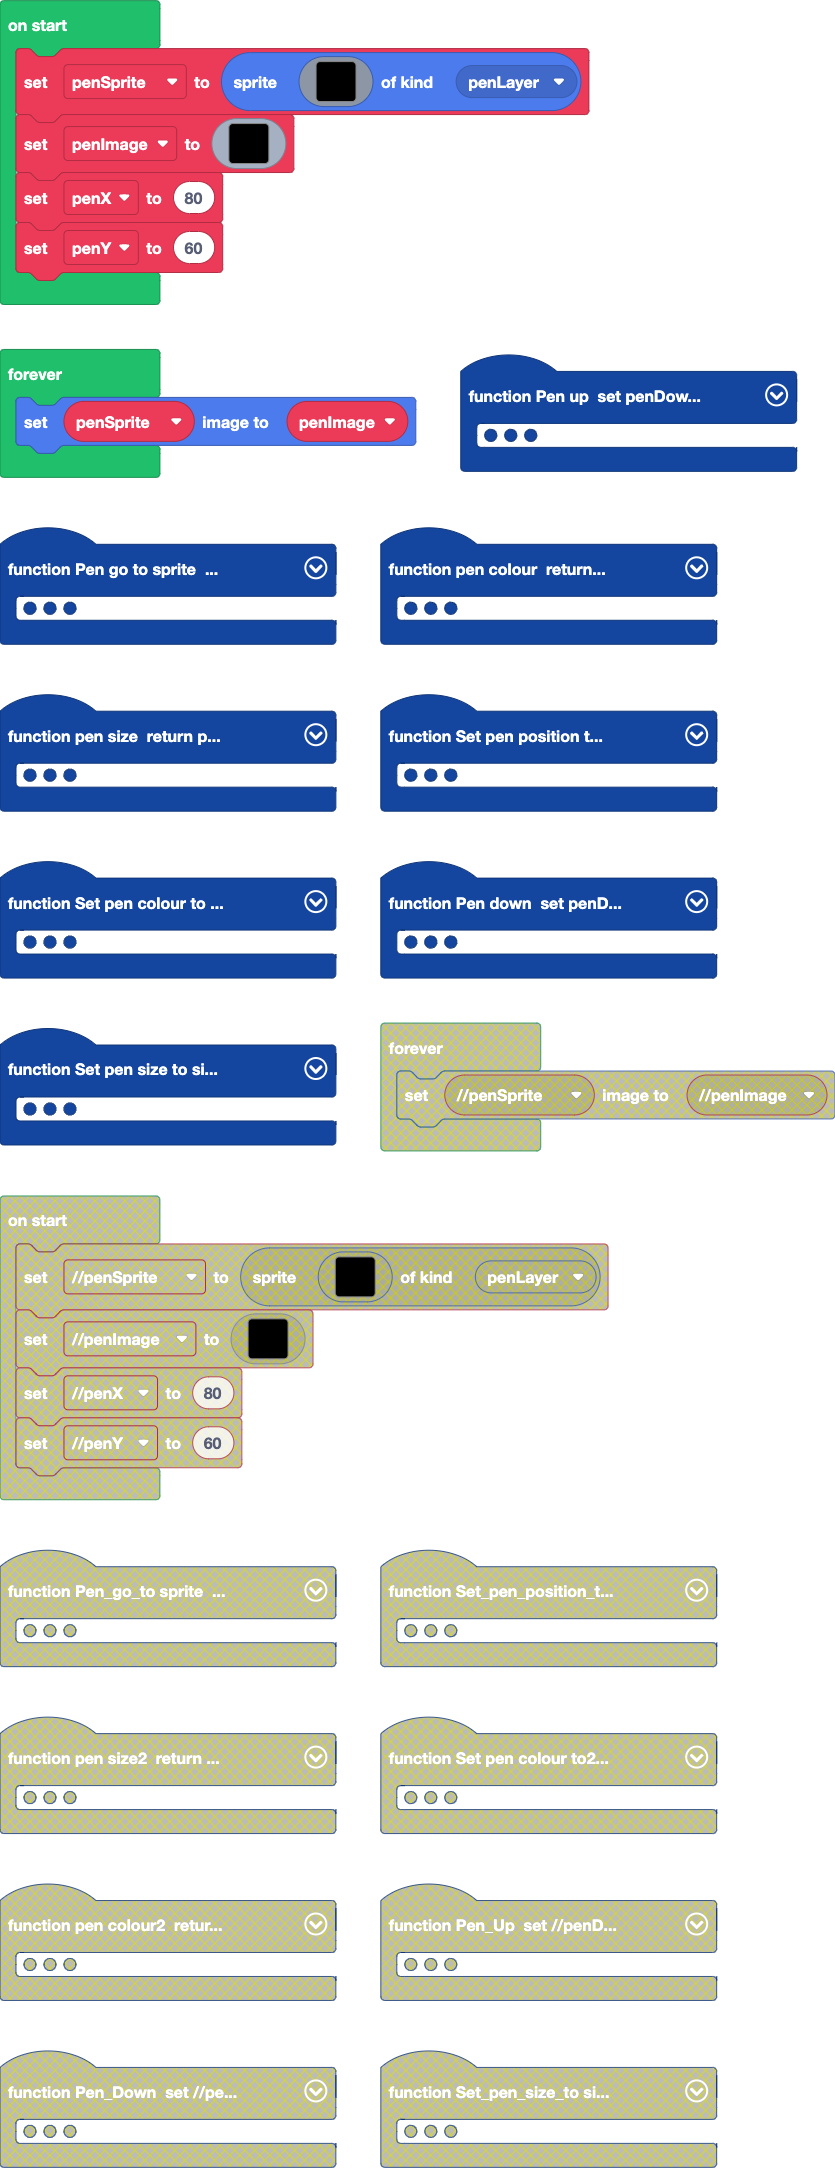 on start
set penSprite to sprite of kind penLayer
set penImage to
set penX to 80
set penY to 60
forever
set penSprite image to penImage
function Pen up set penDow...
function Pen go to sprite ...
function pen colour return...
function pen size return p...
function Set pen position t...
function Set pen colour to ...
function Pen down set penD...
function Set pen size to si...
forever
set //penSprite image to //penImage
on start
set //penSprite to sprite of kind penLayer
set //penImage to
set //penX to 80
set //penY to 60
function Pen_go_to sprite ...
function Set_pen_position_t...
function pen size2 return ...
function Set pen colour to2...
function pen colour2 retur...
function Pen_Up set //penD...
function Pen_Down set //pe...
function Set_pen_size_to si...